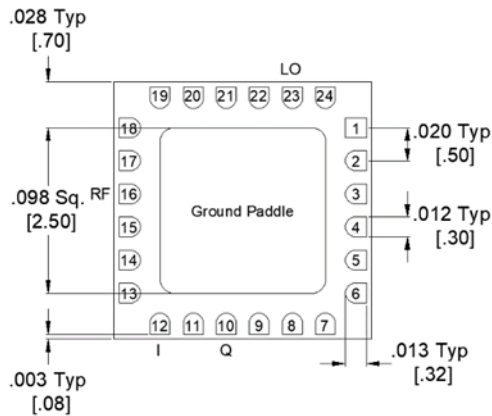 .028 Typ
[.70]
LO
19 20 21 22 23 24
18 1
.020 Typ
[.50]
17 2
.098 Sq.
[2.50]
RF 16 3
Ground Paddle
.012 Typ
[.30]
15 4
14 5
13 6
12 11 10 9 8 7
I Q
.013 Typ
[.32]
.003 Typ
[.08]